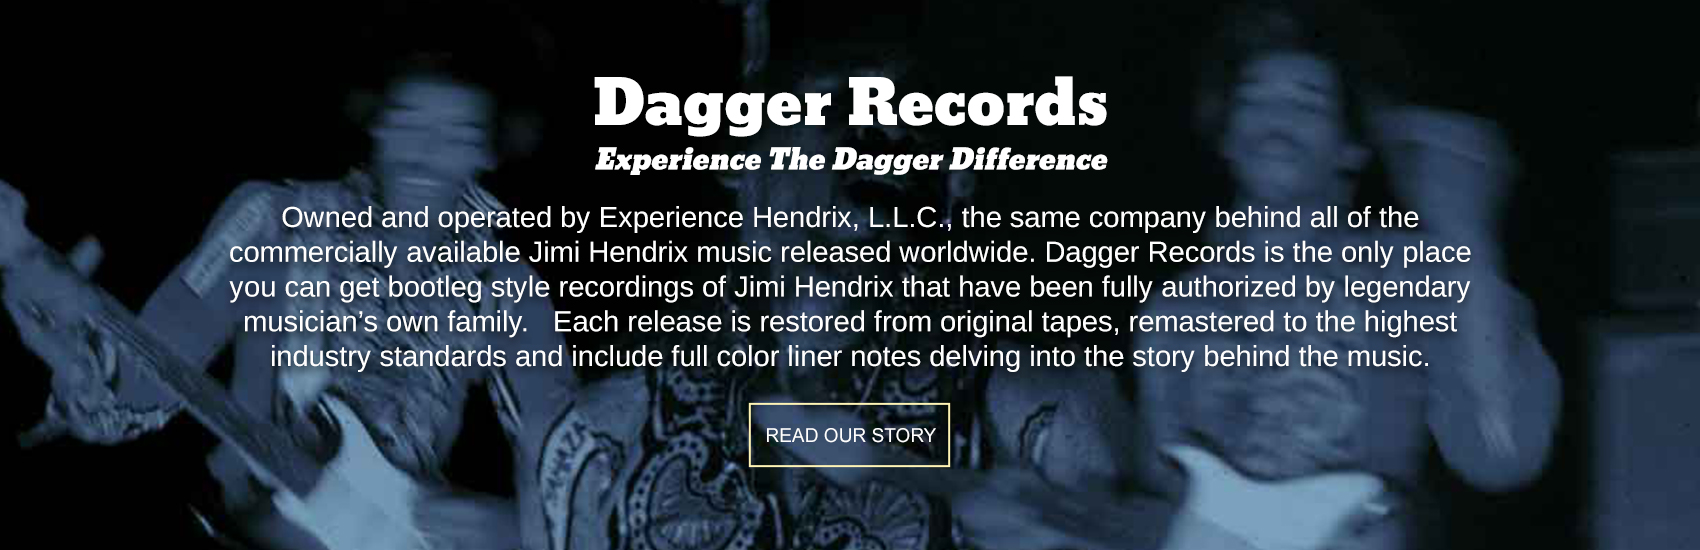 Dagger Records
Experience The Dagger Difference
Owned and operated by Experience Hendrix, L.L.C., the same company behind all of the
commercially available Jimi Hendrix music released worldwide. Dagger Records is the only place
you can get bootleg style recordings of Jimi Hendrix that have been fully authorized by legendary
musician’s own family.   Each release is restored from original tapes, remastered to the highest
industry standards and include full color liner notes delving into the story behind the music.
READ OUR STORY